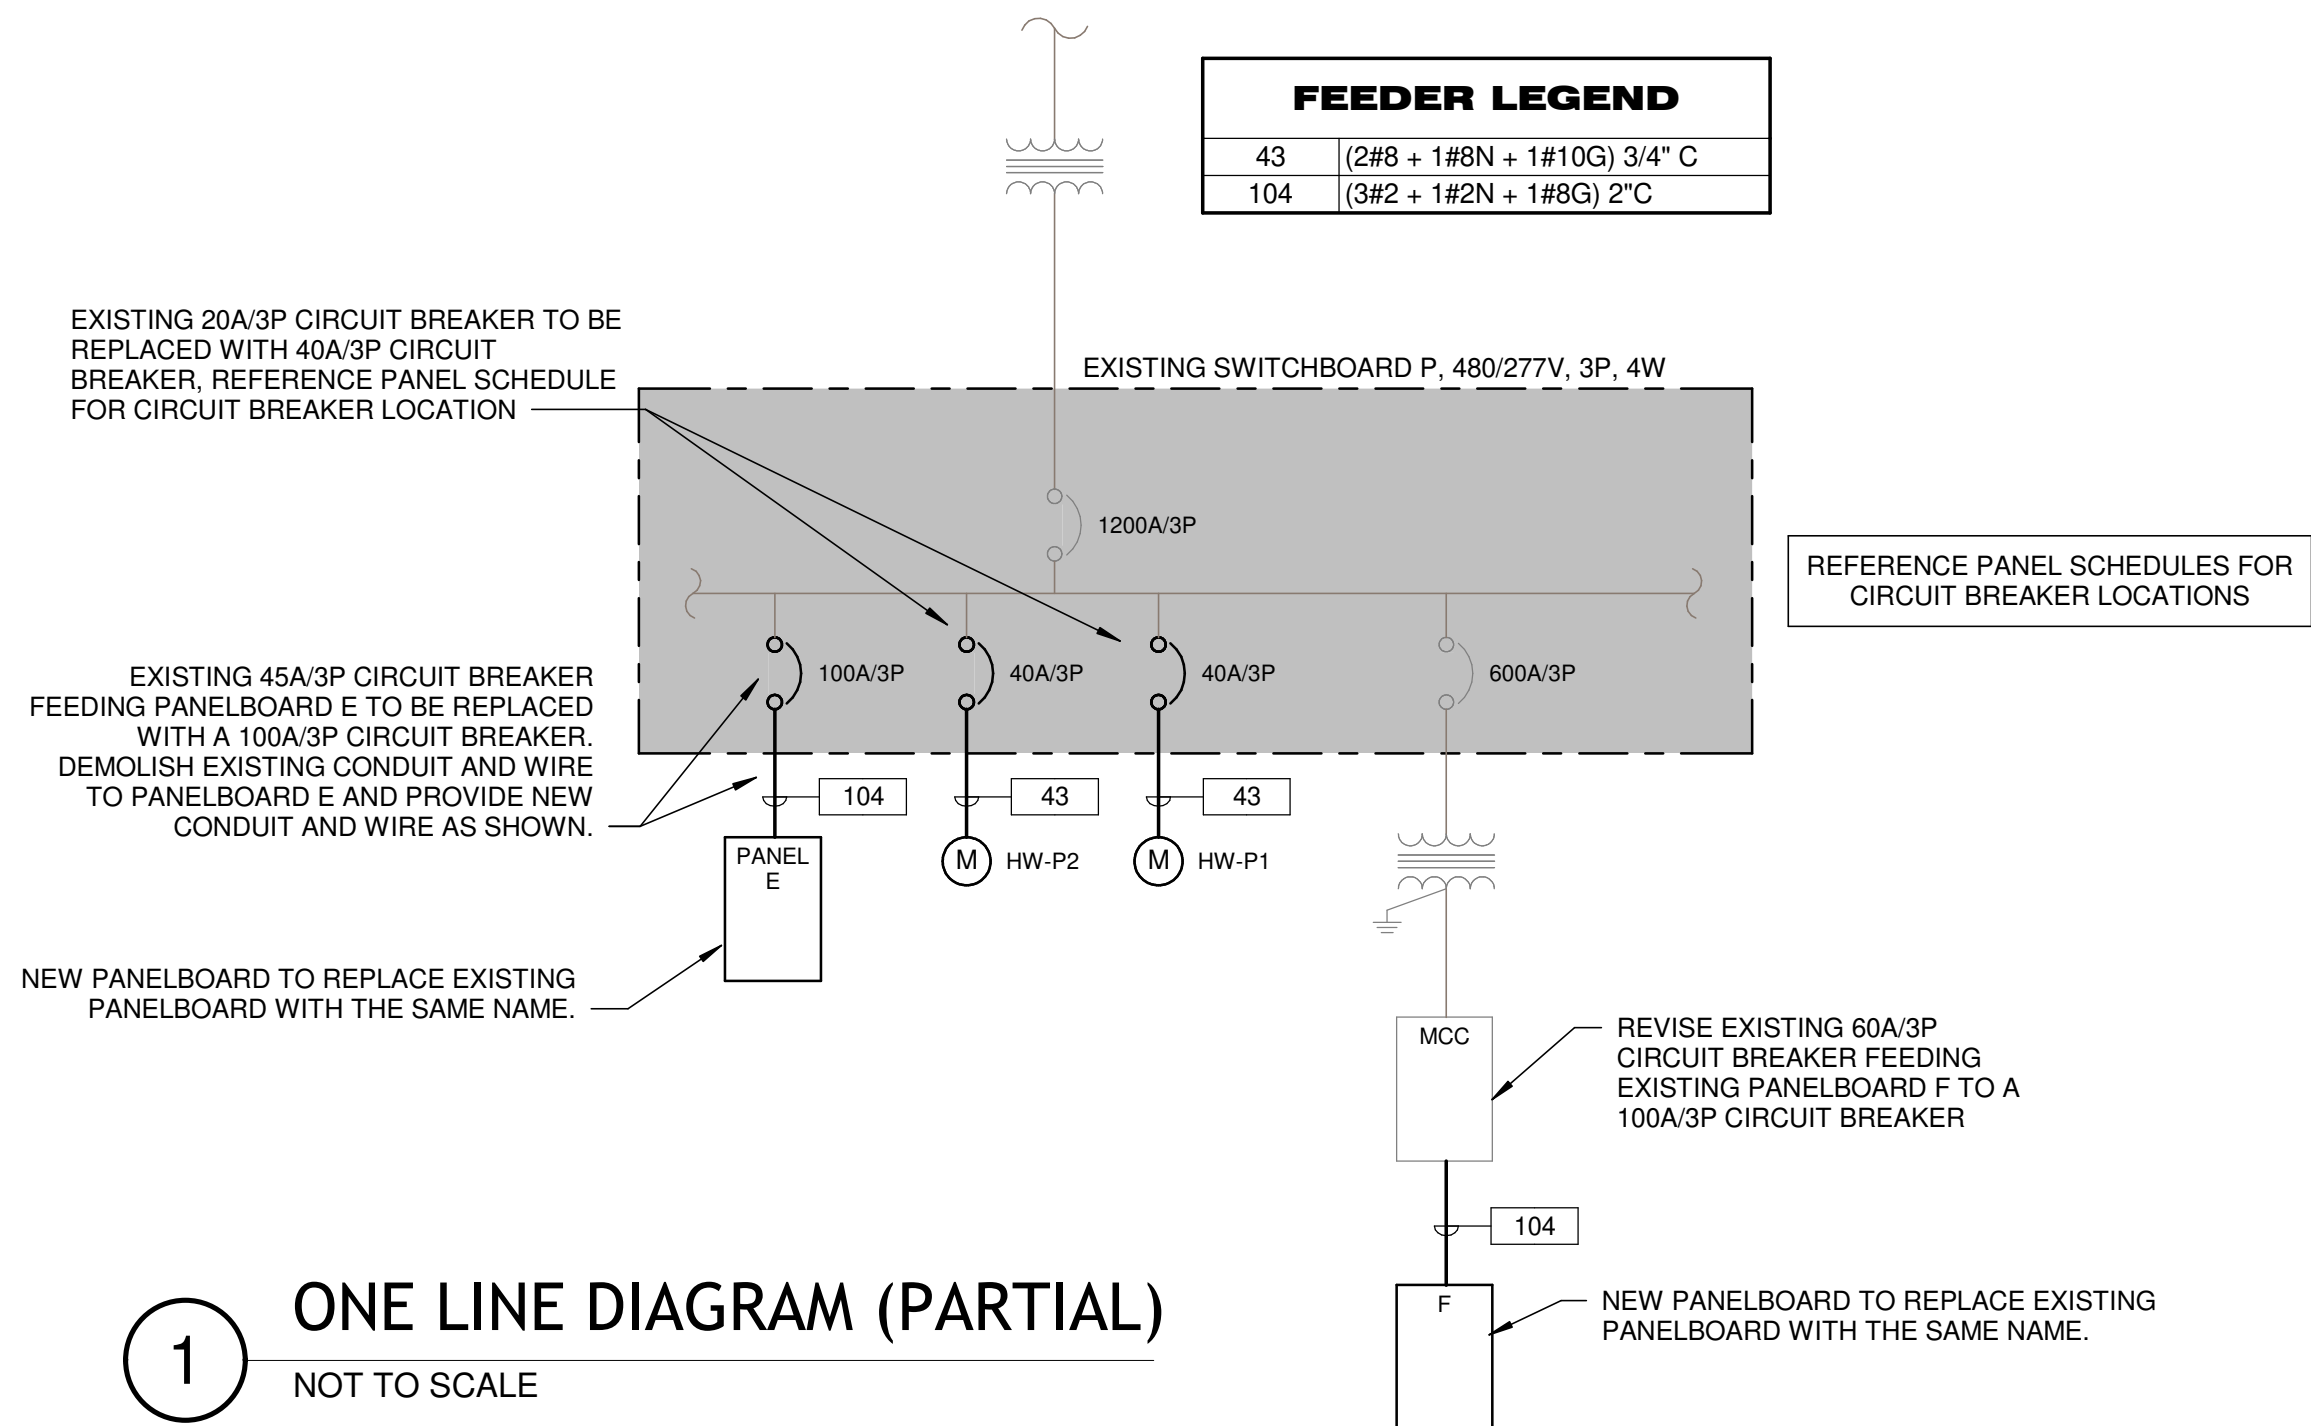 FEEDER LEGEND
43 (2#8 + 1#8N + 1#10G) 3/4" C
104 (3#2 + 1#2N + 1#8G) 2"C
EXISTING 20A/3P CIRCUIT BREAKER TO BE
REPLACED WITH 40A/3P CIRCUIT
BREAKER, REFERENCE PANEL SCHEDULE
FOR CIRCUIT BREAKER LOCATION
EXISTING SWITCHBOARD P, 480/277V, 3P, 4W
1200A/3P
REFERENCE PANEL SCHEDULES FOR
CIRCUIT BREAKER LOCATIONS
100A/3P
40A/3P
40A/3P
600A/3P
EXISTING 45A/3P CIRCUIT BREAKER
FEEDING PANELBOARD E TO BE REPLACED
WITH A 100A/3P CIRCUIT BREAKER.
DEMOLISH EXISTING CONDUIT AND WIRE
TO PANELBOARD E AND PROVIDE NEW
CONDUIT AND WIRE AS SHOWN.
104
43
43
PANEL
E
M HW-P2
M HW-P1
NEW PANELBOARD TO REPLACE EXISTING
PANELBOARD WITH THE SAME NAME.
MCC
REVISE EXISTING 60A/3P
CIRCUIT BREAKER FEEDING
EXISTING PANELBOARD F TO A
100A/3P CIRCUIT BREAKER
104
F
NEW PANELBOARD TO REPLACE EXISTING
PANELBOARD WITH THE SAME NAME.
1
ONE LINE DIAGRAM (PARTIAL)
NOT TO SCALE